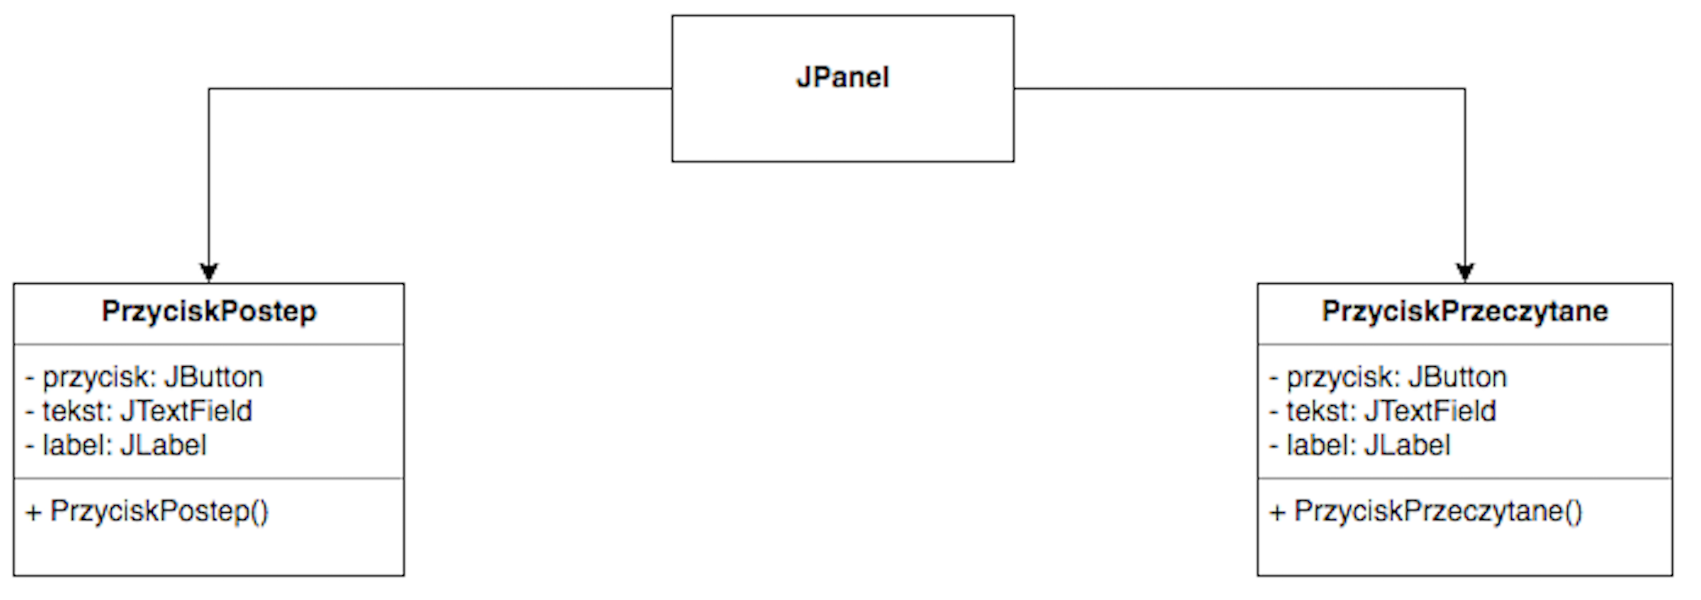 JPanel
PrzyciskPostep
- przycisk: JButton
- tekst: JTextField
- label: JLabel
+ PrzyciskPostep()
PrzyciskPrzeczytane
- przycisk: JButton
- tekst: JTextField
- label: JLabel
+ PrzyciskPrzeczytane()